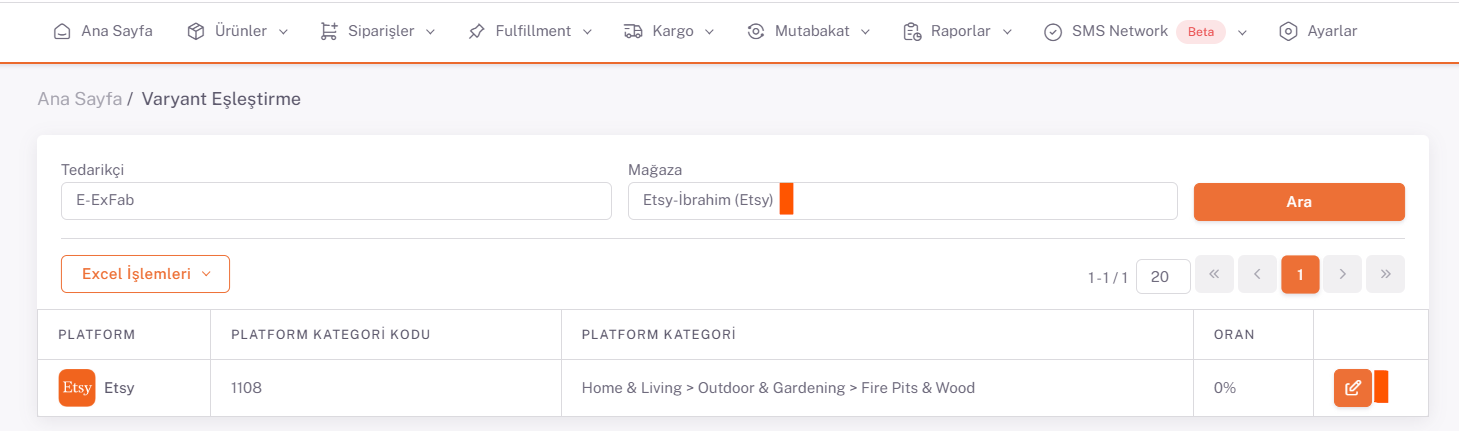 Ana Sayfa Ürünler Siparişler Fulfillment Kargo Mutabakat Raporlar SMS Network Beta Ayarlar
Ana Sayfa / Varyant Eşleştirme
Tedarikçi Mağaza
E-ExFab Etsy-İbrahim (Etsy) Ara
Excel İşlemleri 1 - 1 / 1 20 « < 1 > »
PLATFORM PLATFORM KATEGORİ KODU PLATFORM KATEGORİ ORAN
Etsy Etsy 1108 Home & Living > Outdoor & Gardening > Fire Pits & Wood 0%